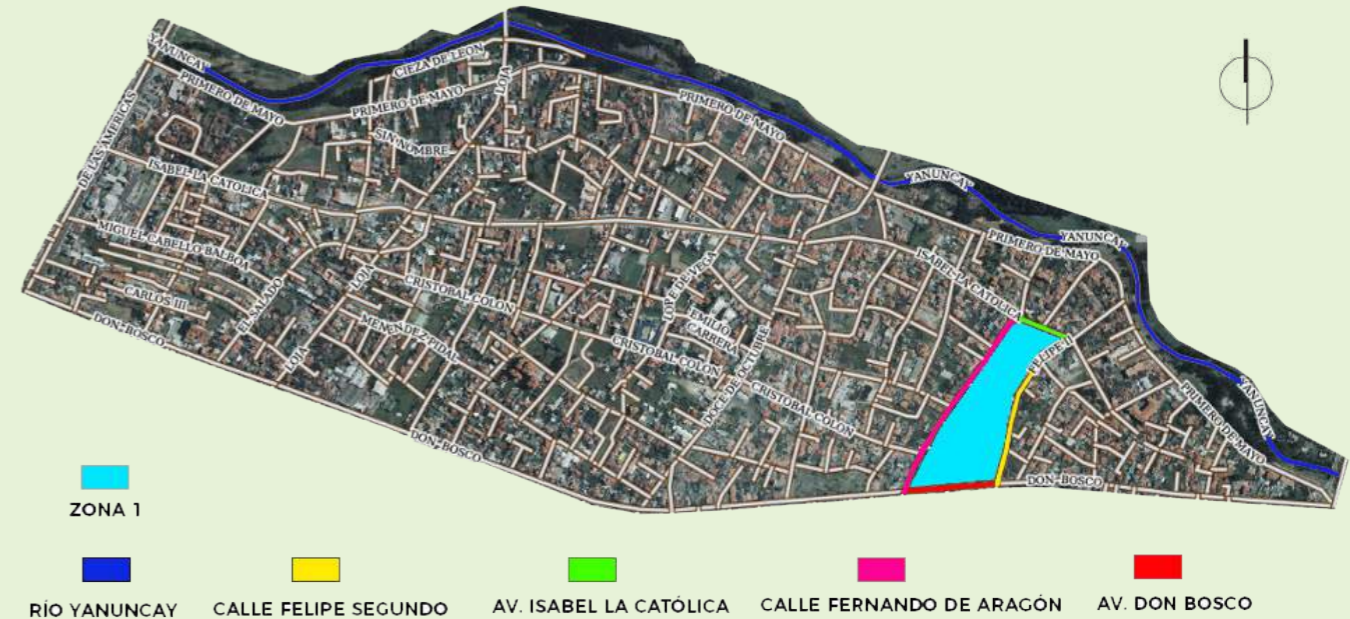 YANUNCAY
CIEZA DE LEON
LOJA
PRIMERO DE MAYO
PRIMERO DE MAYO
PRIMERO DE MAYO
DE LAS AMERICAS
SIN NOMBRE
ISABEL LA CATOLICA
YANUNCAY
MIGUEL CABELLO BALBOA
YANUNCAY
PRIMERO DE MAYO
ISABEL LA CATOLICA
LOPE DE VEGA
LOJA
CRISTOBAL COLON
EL SALADO
CARLOS III
EMILIO
CARRERA
MENENDEZ PIDAL
DON-BOSCO
CRISTOBAL COLON
FELIPE II
LOJA
DOCE DE OCTUBRE
CRISTOBAL COLON
PRIMERO DE MAYO
YANUNCAY
DON-BOSCO
DON-BOSCO
ZONA 1
RÍO YANUNCAY
CALLE FELIPE SEGUNDO
AV. ISABEL LA CATÓLICA
CALLE FERNANDO DE ARAGÓN
AV. DON BOSCO